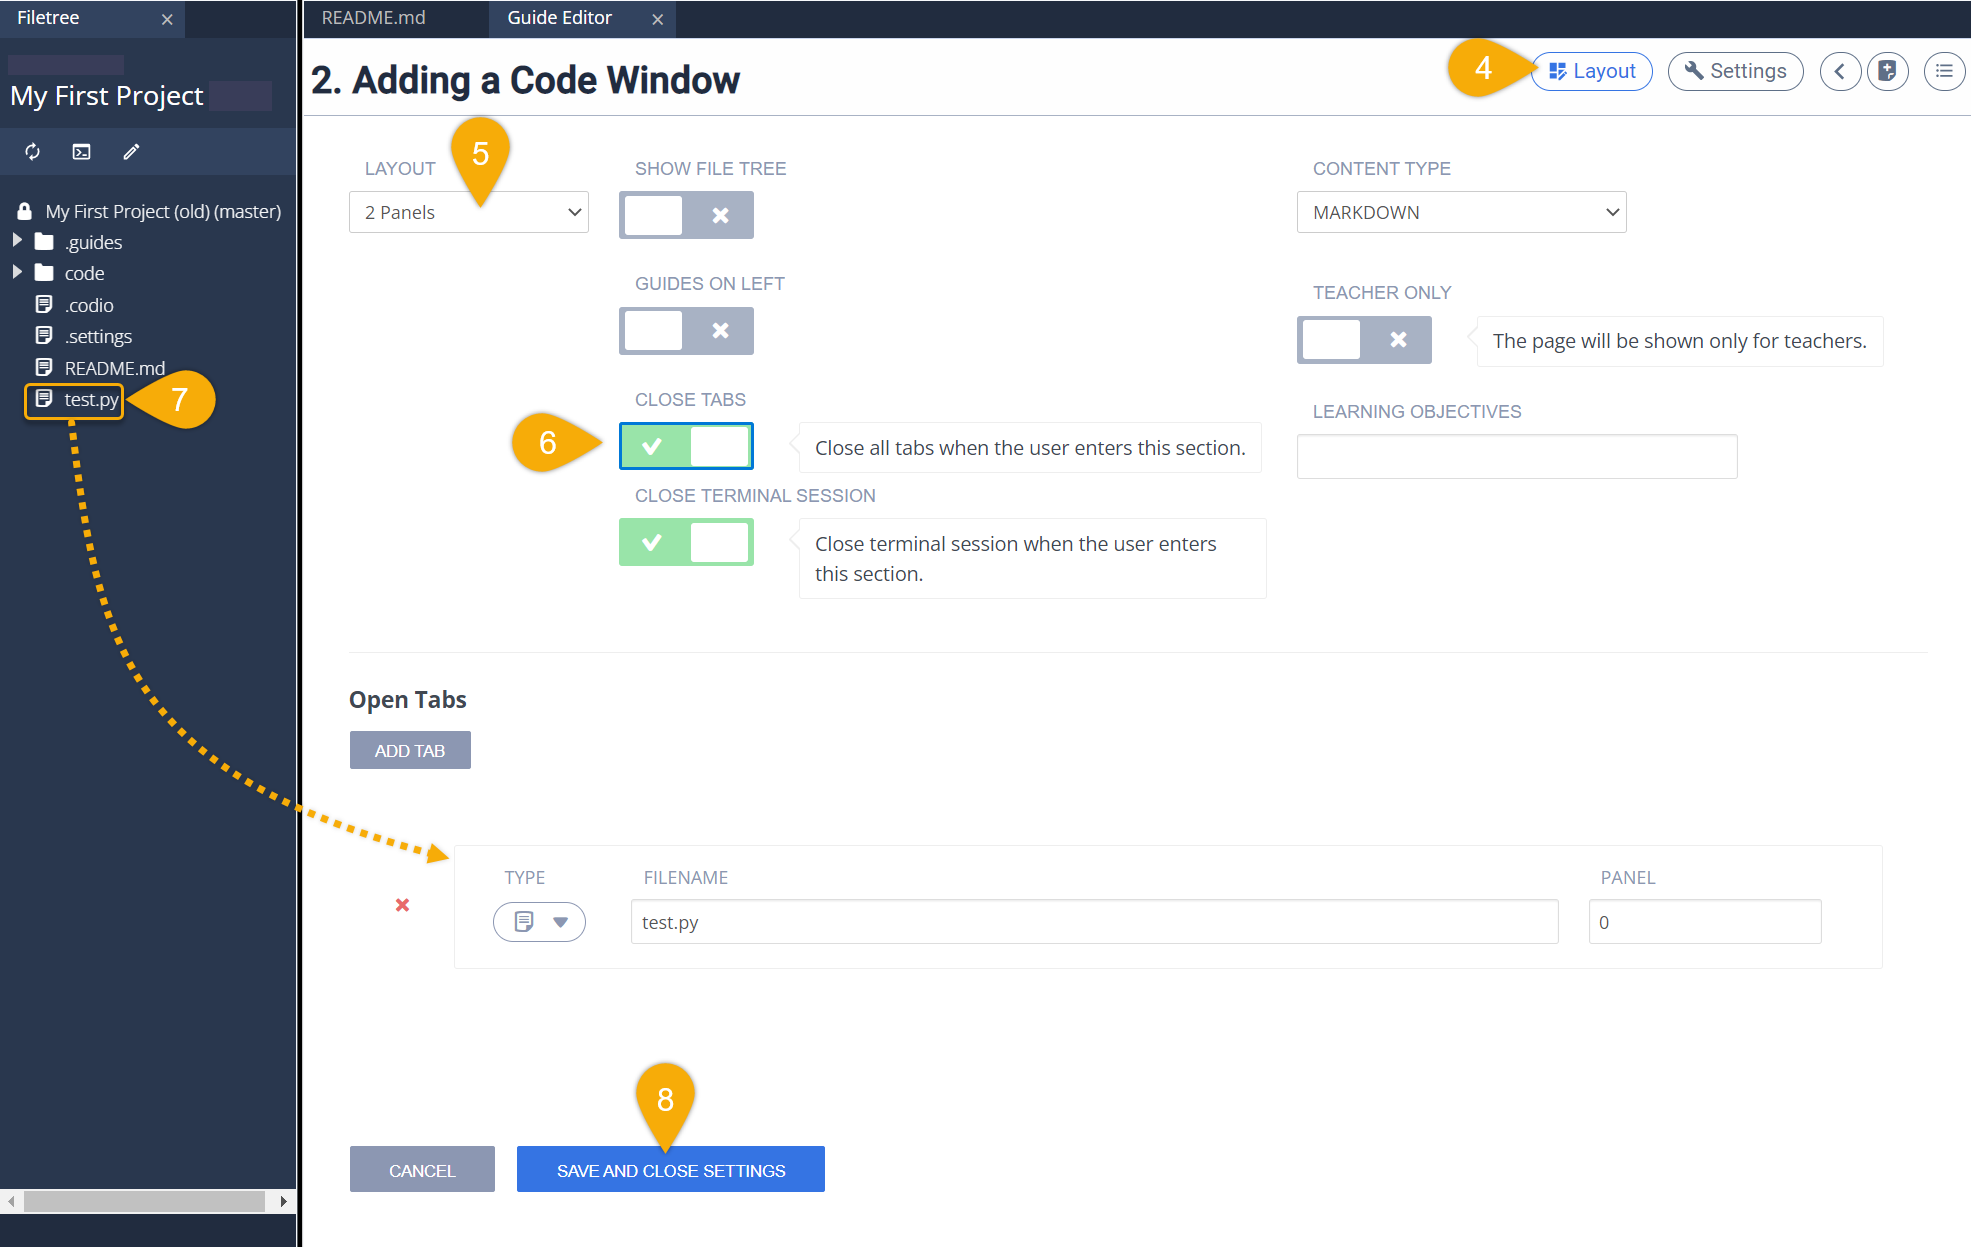 Filetree
README.md
Guide Editor
My First Project
2. Adding a Code Window
4
Layout
Settings
My First Project (old) (master)
.guides
code
.codio
.settings
README.md
test.py
7
LAYOUT
5
2 Panels
SHOW FILE TREE
GUIDES ON LEFT
CLOSE TABS
6
Close all tabs when the user enters this section.
CLOSE TERMINAL SESSION
Close terminal session when the user enters
this section.
CONTENT TYPE
MARKDOWN
TEACHER ONLY
The page will be shown only for teachers.
LEARNING OBJECTIVES
Open Tabs
ADD TAB
TYPE
FILENAME
PANEL
test.py
0
8
CANCEL
SAVE AND CLOSE SETTINGS